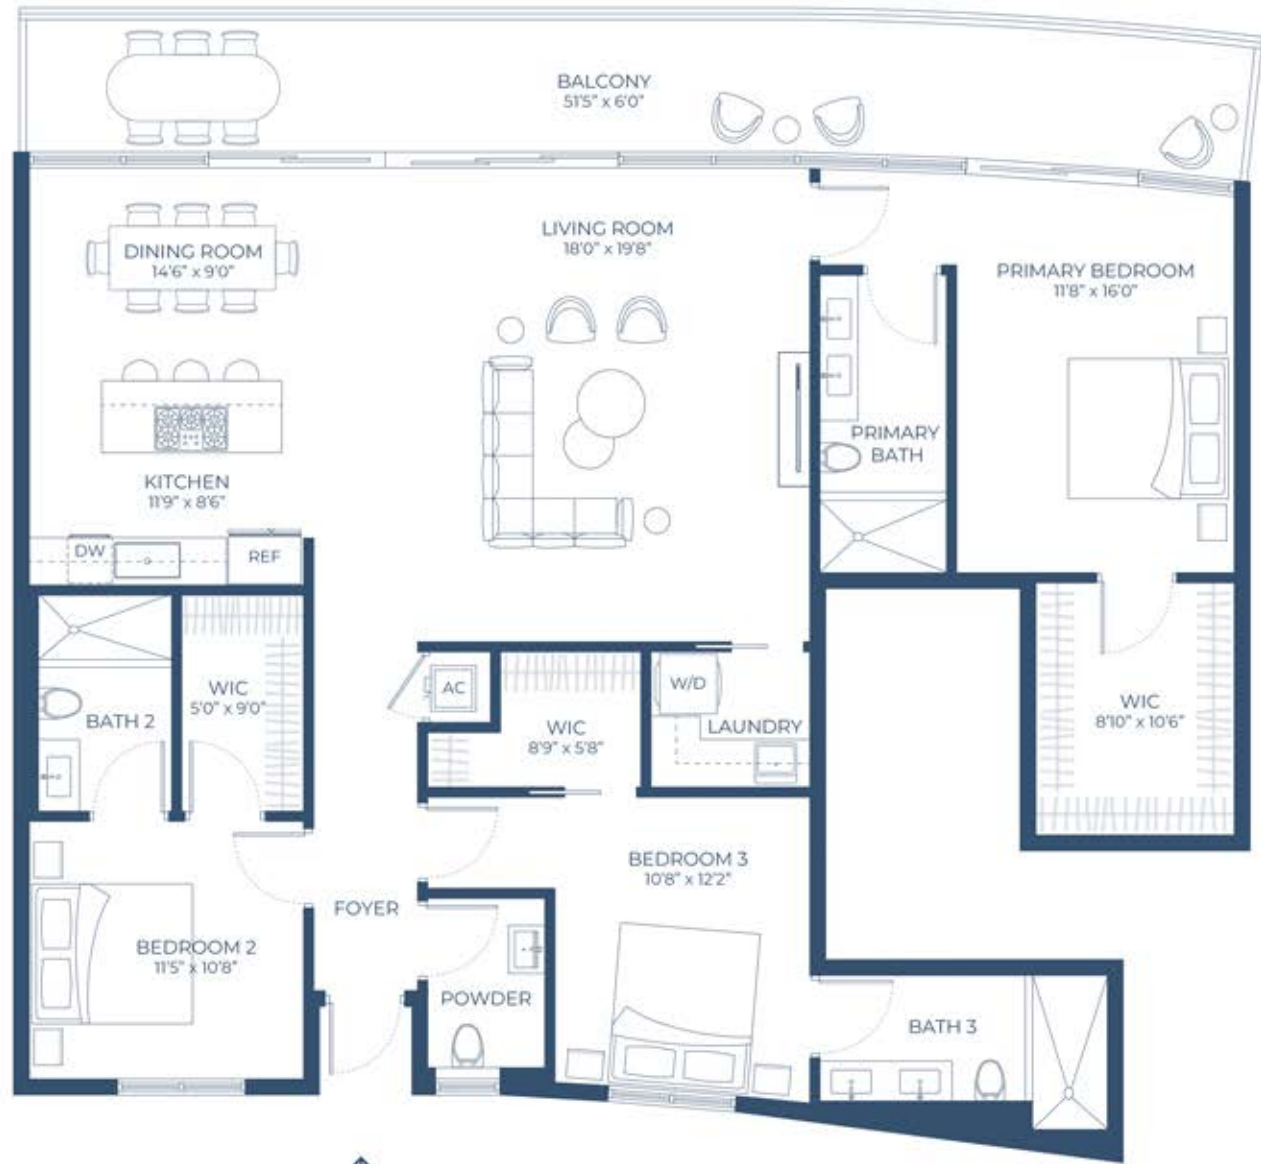 BALCONY
51'5" x 6'0"
LIVING ROOM
18'0" x 19'8"
DINING ROOM
14'6" x 9'0"
PRIMARY BEDROOM
11'8" x 16'0"
PRIMARY
BATH
KITCHEN
11'9" x 8'6"
DW
REF
AC
W/D
WIC
5'0" x 9'0"
BATH 2
WIC
8'9" x 5'8"
LAUNDRY
WIC
8'10" x 10'6"
BEDROOM 3
10'8" x 12'2"
FOYER
BEDROOM 2
11'5" x 10'8"
POWDER
BATH 3